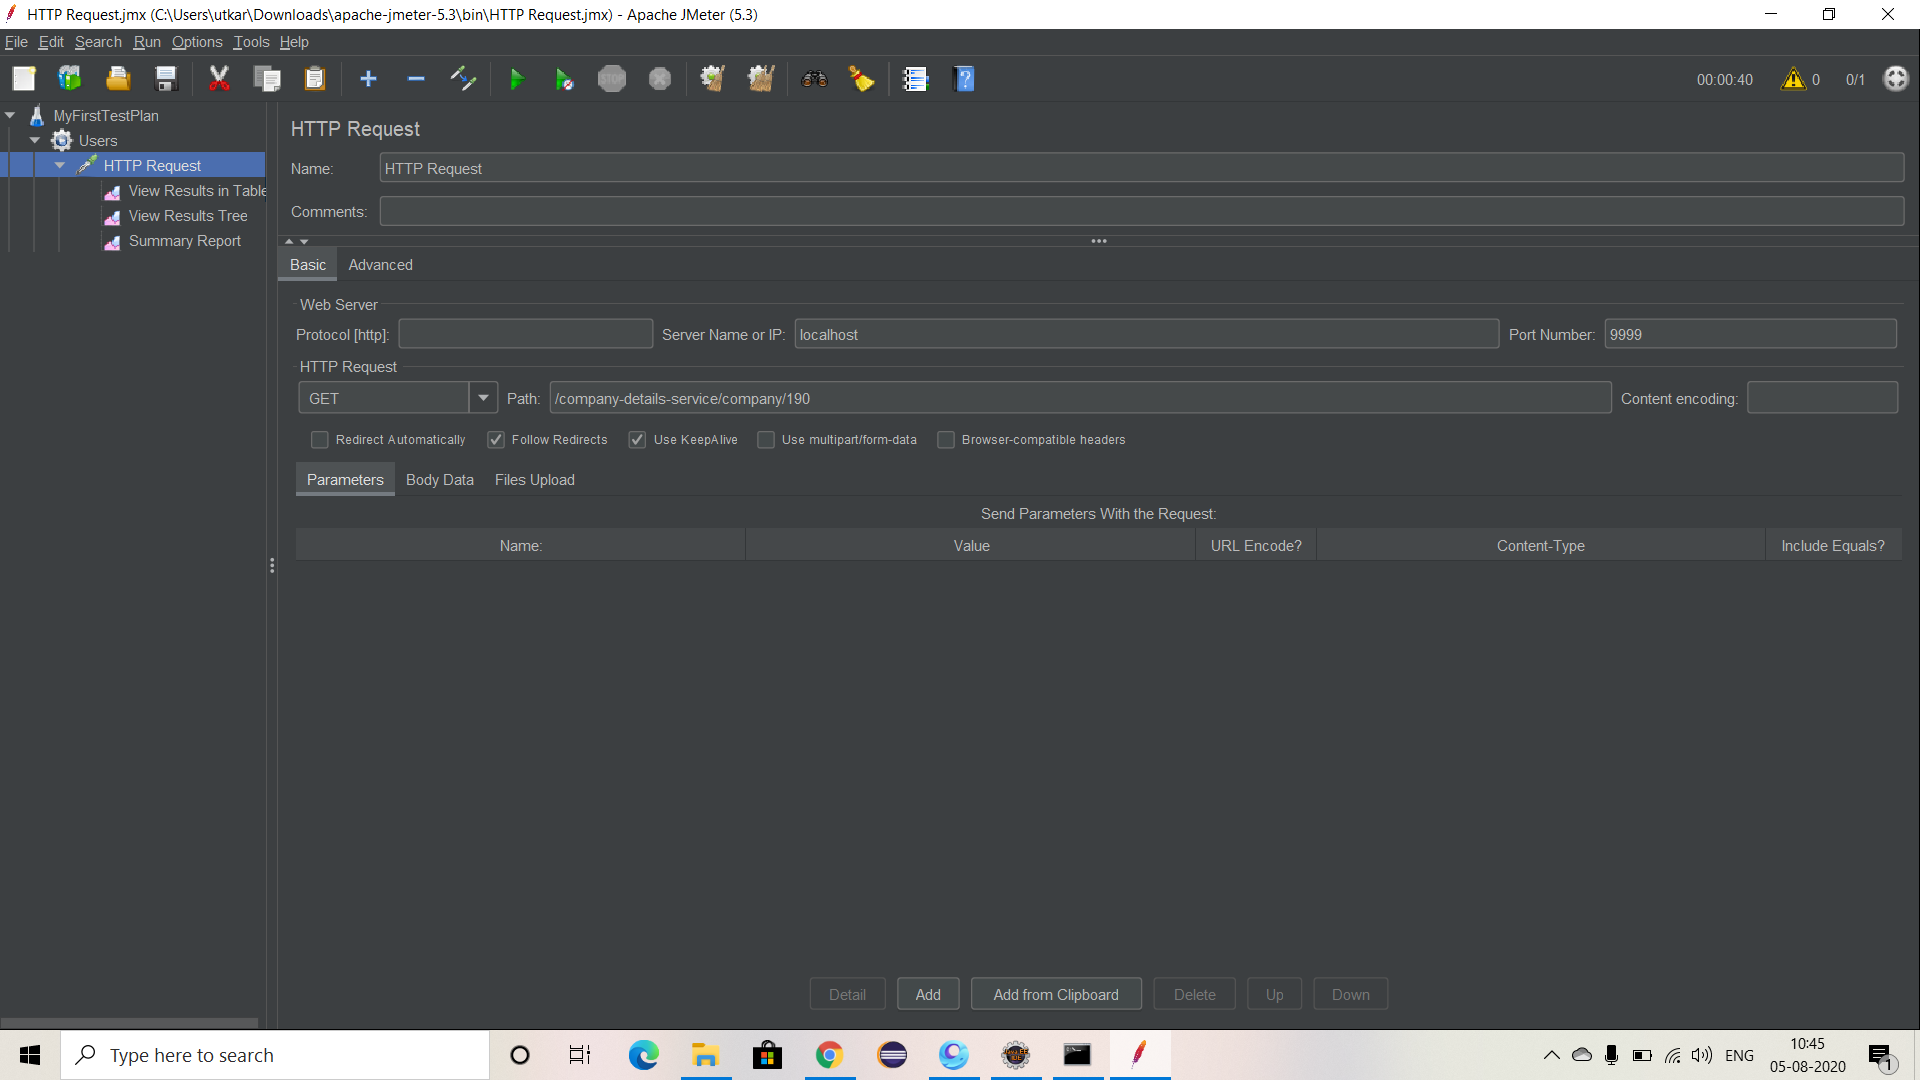 HTTP Request.jmx (C:\Users\utkar\Downloads\apache-jmeter-5.3\bin\HTTP Request.jmx) - Apache JMeter (5.3)
File Edit Search Run Options Tools Help
STOP
00:00:40 0 0/1
MyFirstTestPlan
Users
HTTP Request
View Results in Table
View Results Tree
Summary Report
HTTP Request
Name: HTTP Request
Comments:
Basic Advanced
Web Server
Protocol [http]: Server Name or IP: localhost Port Number: 9999
HTTP Request
GET Path: /company-details-service/company/190 Content encoding:
Redirect Automatically Follow Redirects Use KeepAlive Use multipart/form-data Browser-compatible headers
Parameters Body Data Files Upload
Send Parameters With the Request:
Name: Value URL Encode? Content-Type Include Equals?
Detail Add Add from Clipboard Delete Up Down
Type here to search
ENG
10:45
05-08-2020
1